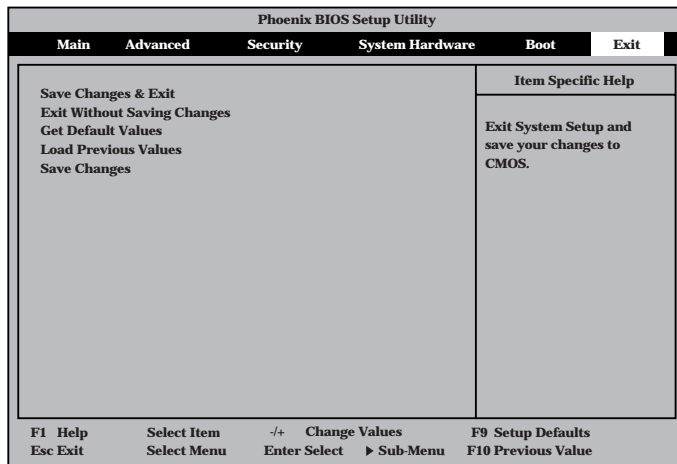 Phoenix BIOS Setup Utility
Main Advanced Security System Hardware Boot Exit
Save Changes & Exit
Exit Without Saving Changes
Get Default Values
Load Previous Values
Save Changes
Item Specific Help
Exit System Set up and
save your changes to
CMOS.
F1 Help Select Item -/+ Change Values F9 Setup Defaults
Esc Exit Select Menu Enter Select ▶ Sub-Menu F10 Previous Value